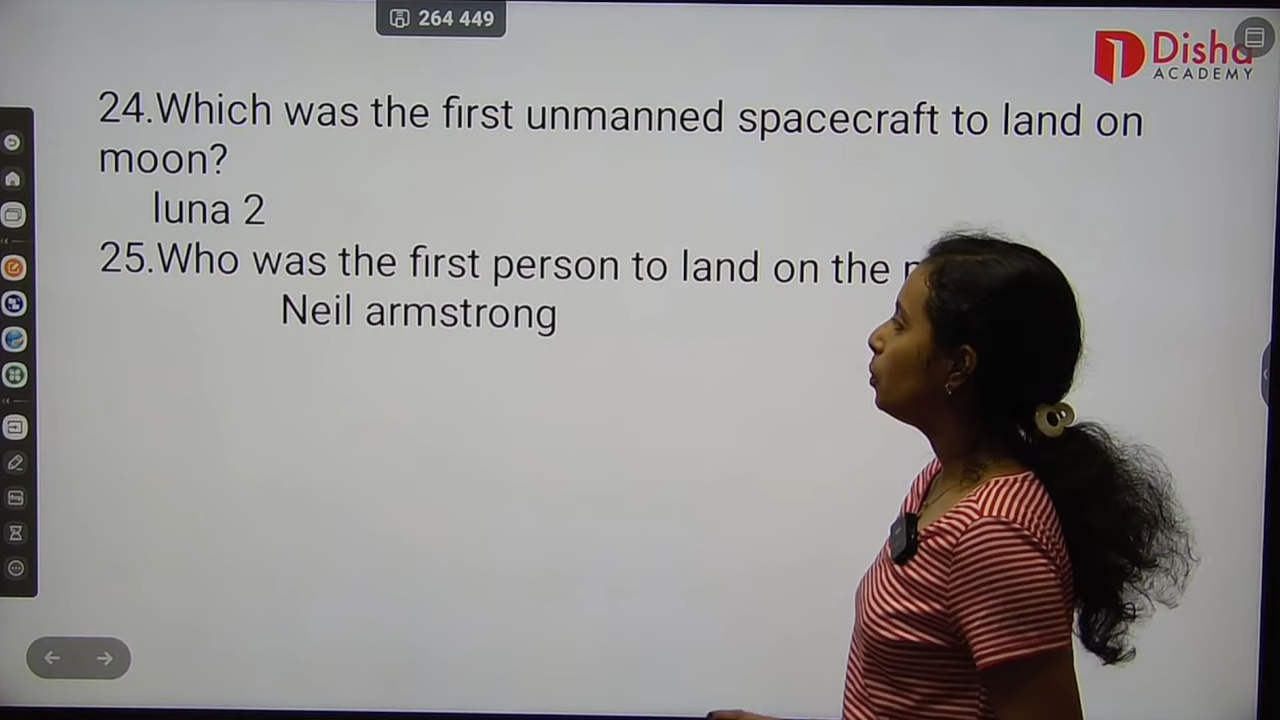 264 449
Disha
ACADEMY
24.Which was the first unmanned spacecraft to land on
moon?
luna 2
25.Who was the first person to land on the
Neil armstrong